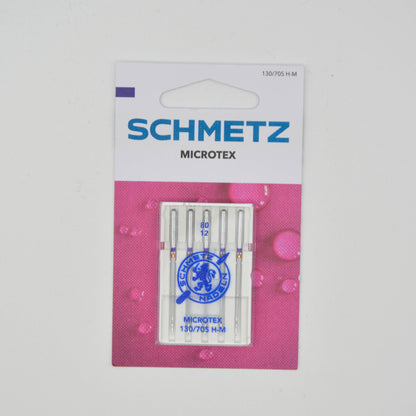 130/705 H-M
SCHMETZ
MICROTEX
80
12
SCHMETZ
NADELN
MICROTEX
130/705 H-M